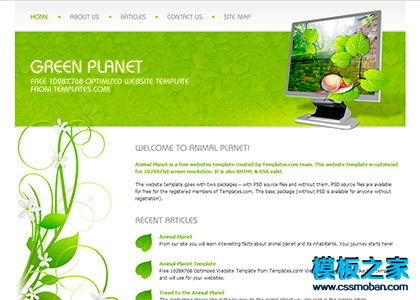 HOME • ABOUT US • ARTICLES • CONTACT US • SITE MAP
GREEN PLANET
FREE 1028X768 OPTIMIZED WEBSITE TEMPLATE
FROM TEMPLATES.COM
WELCOME TO ANIMAL PLANET!
Animal Planet is a free websites template created by Templates.com team. This website template is optimized
for 1024X768 screen resolution. It is also XHTML & CSS valid.
The website template goes with two packages – with PSD source files and without them. PSD source files are available
for free for the registered members of Templates.com. The basic package (without PSD is available for anyone without
registration).
RECENT ARTICLES
Animal Planet
From our site you will learn interesting facts about animal planet and its inhabitants. Your journey starts here!
Animal Planet Template
Free 1028X768 Optimized Website Template from Templates.com!
and will use for your websites.
Travel to the Animal Planet
模板之家
www.cssmoban.com